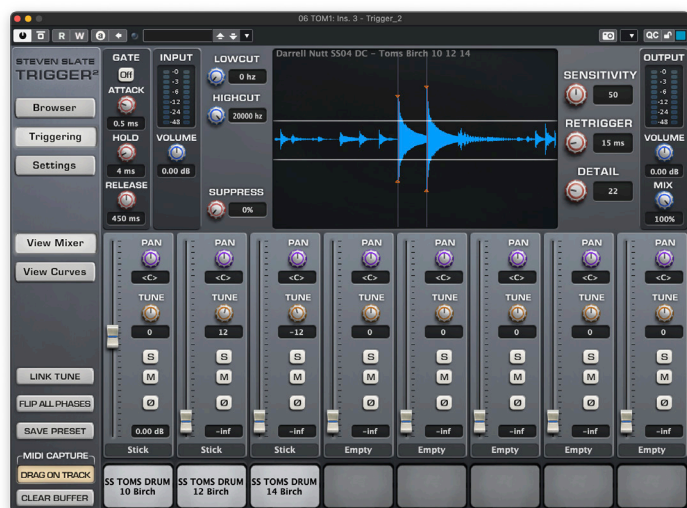 06 TOM1: Ins. 3 - Trigger_2
R W a QC
STEVEN SLATE
TRIGGER²
Browser
Triggering
Settings
View Mixer
View Curves
LINK TUNE
FLIP ALL PHASES
SAVE PRESET
MIDI CAPTURE
DRAG ON TRACK
CLEAR BUFFER
GATE
Off
ATTACK
0.5 ms
HOLD
4 ms
RELEASE
450 ms
INPUT
-0
-3
-6
-12
-24
-48
VOLUME
0.00 dB
LOWCUT
0 hz
HIGHCUT
20000 hz
SUPPRESS
0%
Darrell Nutt SS04 DC - Toms Birch 10 12 14
SENSITIVITY
50
RETRIGGER
15 ms
DETAIL
22
OUTPUT
-0
-3
-6
-12
-24
-48
VOLUME
0.00 dB
MIX
100%
PAN PAN PAN PAN PAN PAN PAN PAN
<C> <C> <C> <C> <C> <C> <C> <C>
TUNE TUNE TUNE TUNE TUNE TUNE TUNE TUNE
0 12 -12 0 0 0 0 0
S S S S S S S S
M M M M M M M M
Ø Ø Ø Ø Ø Ø Ø Ø
0.00 dB -inf -inf -inf -inf -inf -inf -inf
Stick Stick Stick Empty Empty Empty Empty Empty
SS TOMS DRUM SS TOMS DRUM SS TOMS DRUM
10 Birch 12 Birch 14 Birch